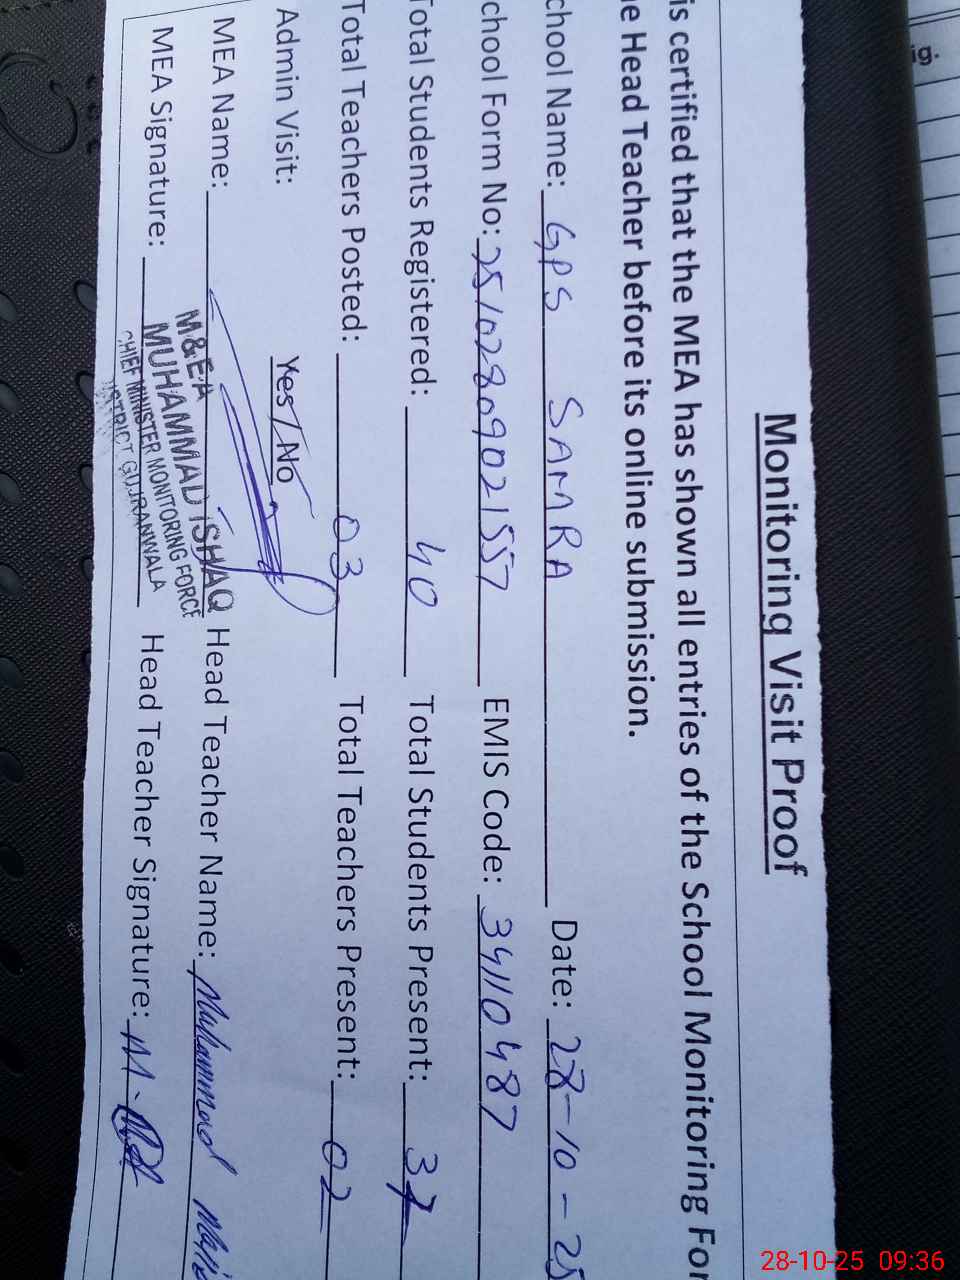 Monitoring Visit Proof
is certified that the MEA has shown all entries of the School Monitoring For
e Head Teacher before its online submission.
chool Name: GPS SAMRA Date: 28-10-25
chool Form No: 25102809021557 EMIS Code: 34110487
Total Students Registered: 40 Total Students Present: 37
Total Teachers Posted: 03 Total Teachers Present: 02
Admin Visit: Yes / No
MEA Name: Head Teacher Name: Muhammad
MEA Signature: Head Teacher Signature: M.
M&EA
MUHAMMAD ISHAQ
CHIEF MINISTER MONITORING FORCE
DISTRICT GUJRANWALA
28-10-25 09:36